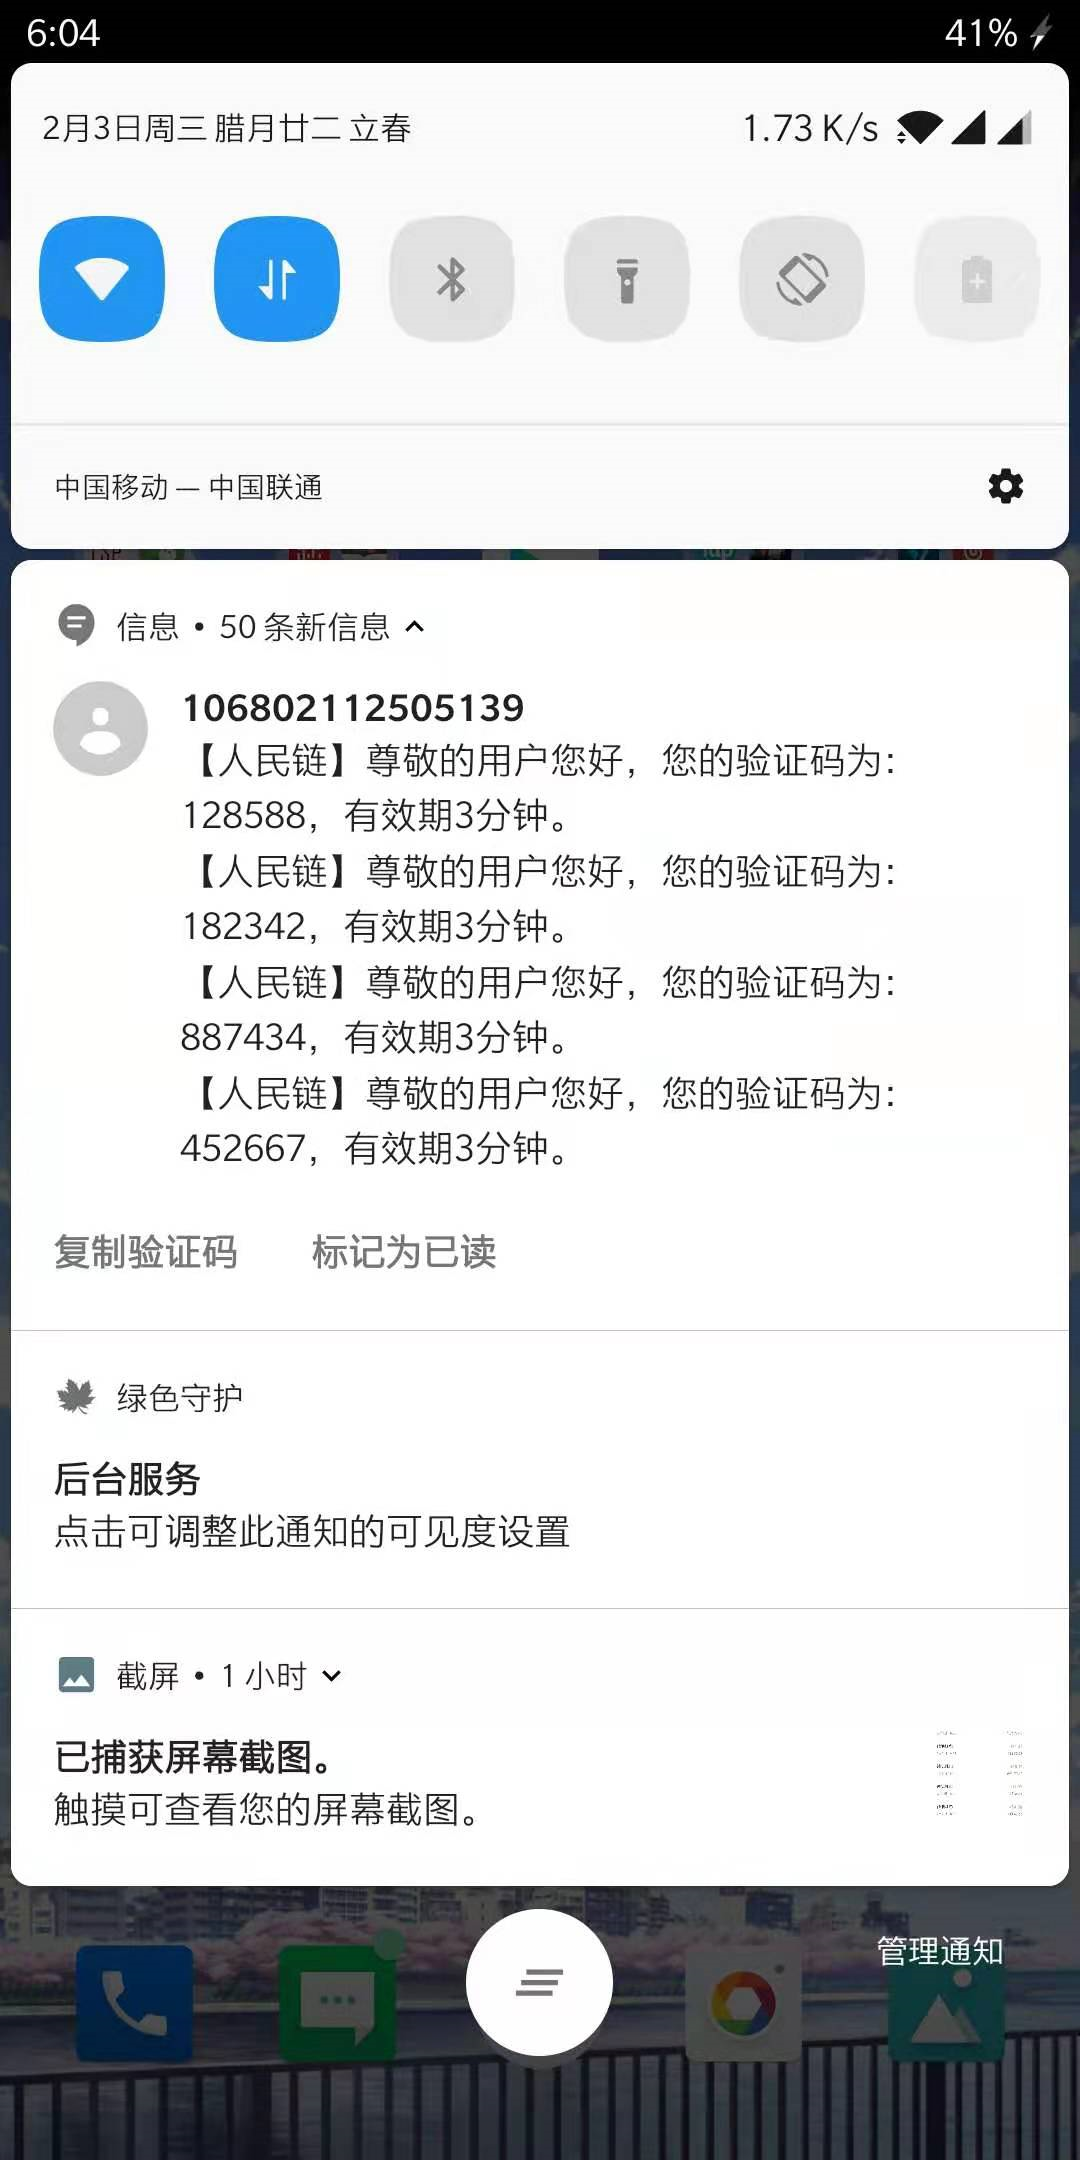 6:04
41%
2月3日周三 腊月廿二 立春
1.73 K/s
中国移动 — 中国联通
信息 • 50 条新信息
106802112505139
【人民链】尊敬的用户您好，您的验证码为：
128588，有效期3分钟。
【人民链】尊敬的用户您好，您的验证码为：
182342，有效期3分钟。
【人民链】尊敬的用户您好，您的验证码为：
887434，有效期3分钟。
【人民链】尊敬的用户您好，您的验证码为：
452667，有效期3分钟。
复制验证码 标记为已读
绿色守护
后台服务
点击可调整此通知的可见度设置
截屏 • 1 小时
已捕获屏幕截图。
触摸可查看您的屏幕截图。
管理通知